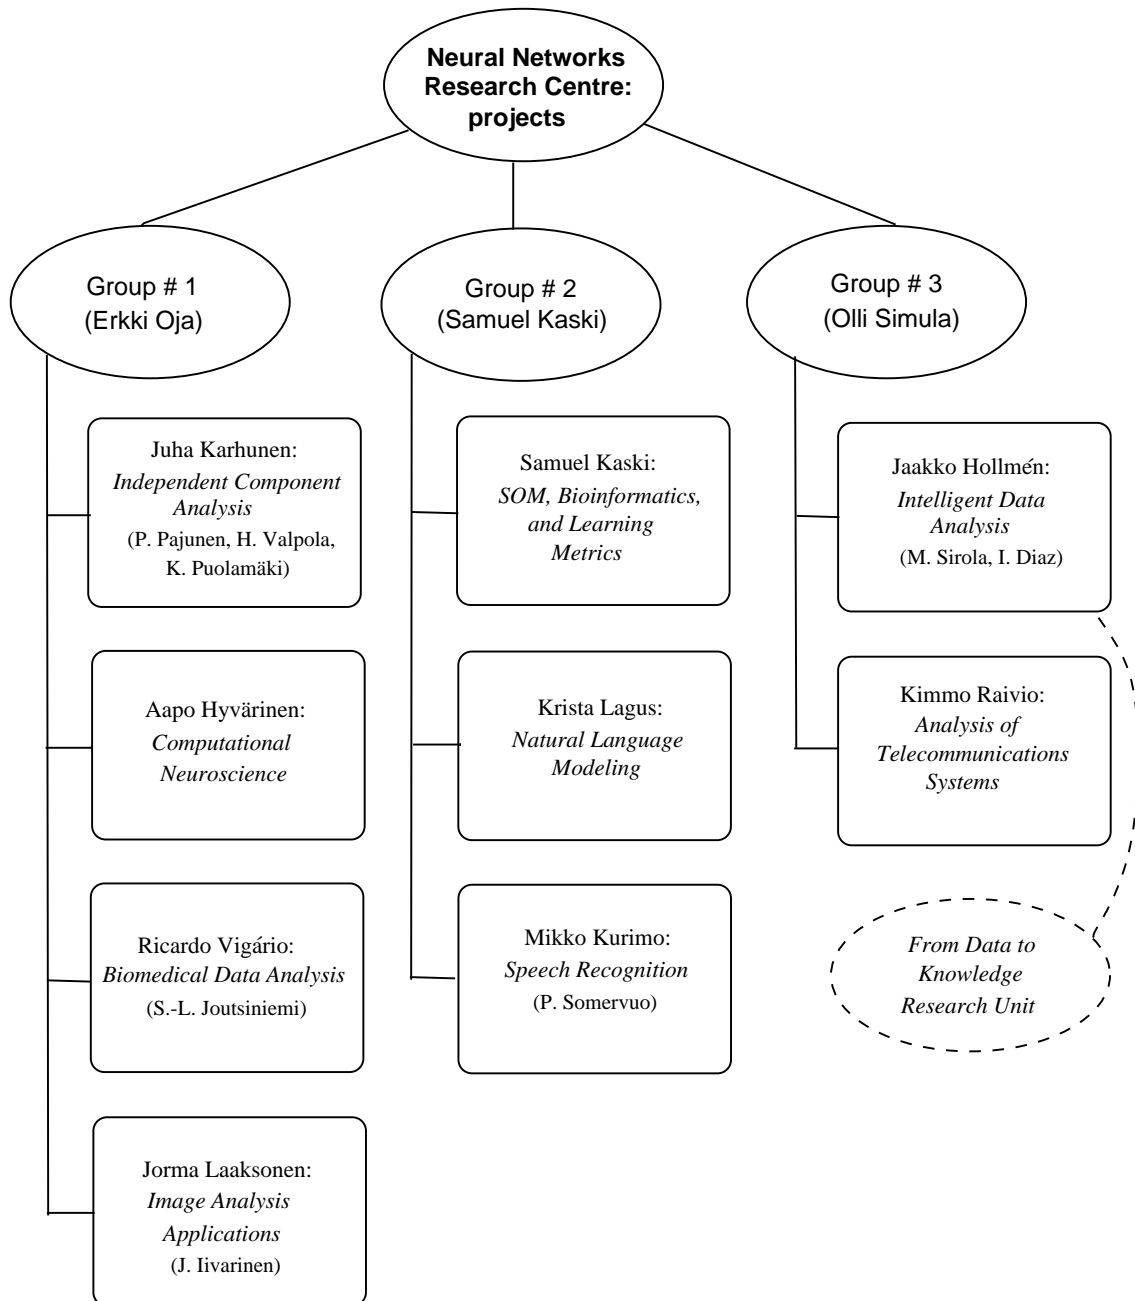 Neural Networks
Research Centre:
projects
Group # 1
(Erkki Oja)
Group # 2
(Samuel Kaski)
Group # 3
(Olli Simula)
Juha Karhunen:
Independent Component
Analysis
(P. Pajunen, H. Valpola,
K. Puolamäki)
Aapo Hyvärinen:
Computational
Neuroscience
Ricardo Vigário:
Biomedical Data Analysis
(S.-L. Joutsiniemi)
Jorma Laaksonen:
Image Analysis
Applications
(J. Iivarinen)
Samuel Kaski:
SOM, Bioinformatics,
and Learning
Metrics
Krista Lagus:
Natural Language
Modeling
Mikko Kurimo:
Speech Recognition
(P. Somervuo)
Jaakko Hollmén:
Intelligent Data
Analysis
(M. Sirola, I. Diaz)
Kimmo Raivio:
Analysis of
Telecommunications
Systems
From Data to
Knowledge
Research Unit